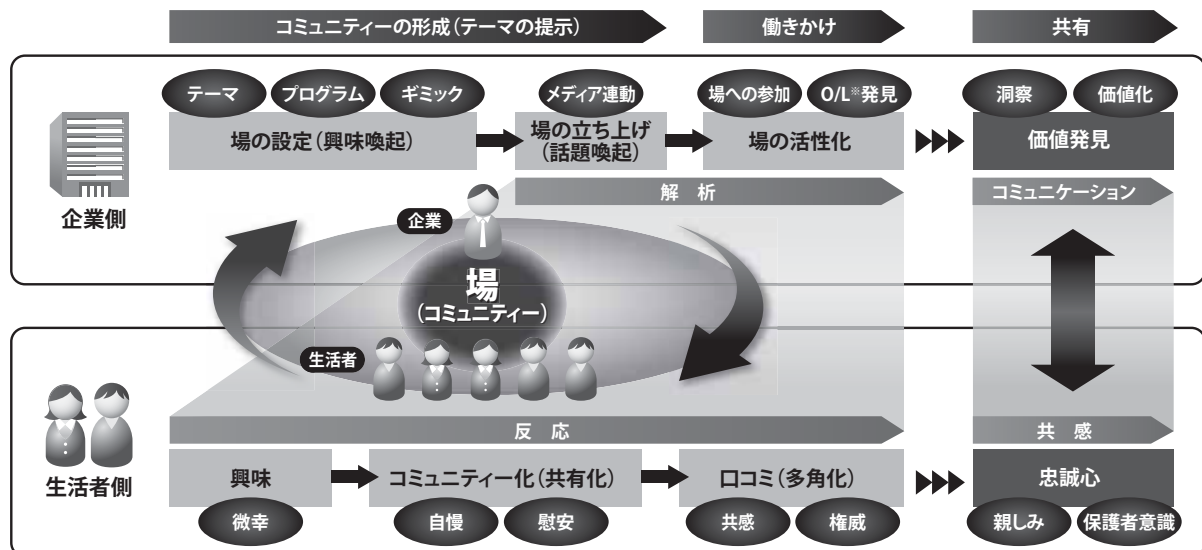 コミュニティーの形成(テーマの提示)
働きかけ
共有
テーマ
プログラム
ギミック
メディア連動
場への参加
O/L※発見
洞察
価値化
場の設定(興味喚起)
場の立ち上げ
(話題喚起)
場の活性化
価値発見
企業側
解 析
コミュニケーション
企業
場
(コミュニティー)
生活者
反 応
共 感
生活者側
興味
コミュニティー化(共有化)
口コミ(多角化)
忠誠心
微幸
自慢
慰安
共感
権威
親しみ
保護者意識